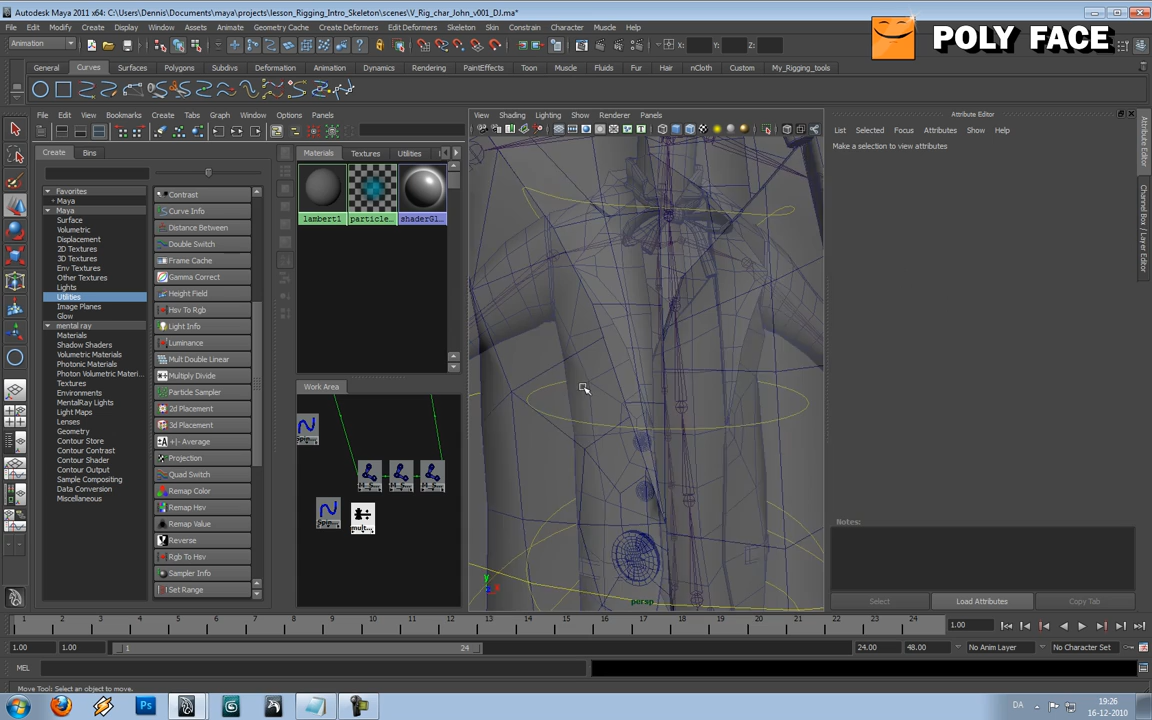 Autodesk Maya 2011 x64: C:\Users\Dennis\Documents\maya\projects\lesson_Rigging_Intro_Skeleton\scenes\V_Rig_char_John_v001_DJ.ma*
File Edit Modify Create Display Window Assets Animate Geometry Cache Create Deformers Edit Deformers Skeleton Skin Constraint Character Muscle Help
POLY FACE
Animation
X: Y: Z:
General Curves Surfaces Polygons Subdivs Deformation Animation Dynamics Rendering PaintEffects Toon Muscle Fluids Fur Hair nCloth Custom My_Rigging_tools
File Edit View Bookmarks Create Tabs Graph Window Options Panels
View Shading Lighting Show Renderer Panels
Attribute Editor
List Selected Focus Attributes Show Help
Make a selection to view attributes
Attribute Editor
Channel Box / Layer Editor
Create Bins
Favorites
+ Maya
Maya
Surface
Volumetric
Displacement
2D Textures
3D Textures
Env Textures
Other Textures
Lights
Utilities
Image Planes
Glow
mental ray
Materials
Shadow Shaders
Volumetric Materials
Photonic Materials
Photon Volumetric Materi...
Textures
Environments
MentalRay Lights
Light Maps
Lenses
Geometry
Contour Store
Contour Contrast
Contour Shader
Contour Output
Sample Compositing
Data Conversion
Miscellaneous
Contrast
Curve Info
Distance Between
Double Switch
Frame Cache
Gamma Correct
Height Field
Hsv To Rgb
Light Info
Luminance
Mult Double Linear
Multiply Divide
Particle Sampler
2d Placement
3d Placement
+|- Average
Projection
Quad Switch
Remap Color
Remap Hsv
Remap Value
Reverse
Rgb To Hsv
Sampler Info
Set Range
Materials Textures Utilities
lambert1 particle... shaderGl...
Work Area
Spin...
Spin...
mult...
y
x
persp
Notes:
Select Load Attributes Copy Tab
1 2 3 4 5 6 7 8 9 10 11 12 13 14 15 16 17 18 19 20 21 22 23 24
1.00
1.00 1.00 1 24 24.00 48.00 No Anim Layer No Character Set
MEL
Move Tool: Select an object to move.
Ps
DA
19:26
16-12-2010